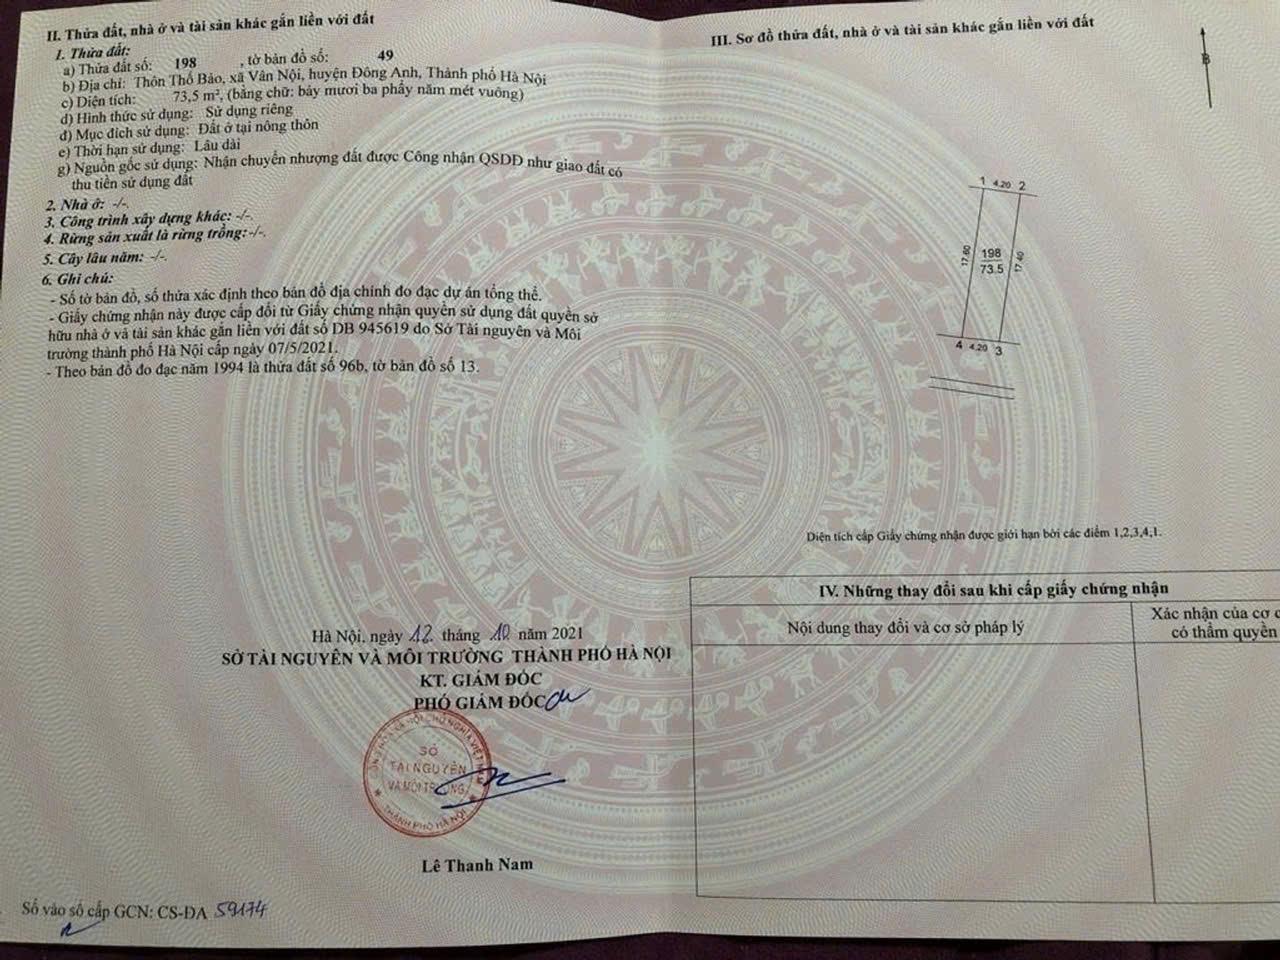 II. Thửa đất, nhà ở và tài sản khác gắn liền với đất
1. Thửa đất:
a) Thửa đất số: 198 , tờ bản đồ số: 49
b) Địa chỉ: Thôn Thố Bảo, xã Vân Nội, huyện Đông Anh, Thành phố Hà Nội
c) Diện tích: 73,5 m², (bằng chữ: bảy mươi ba phẩy năm mét vuông)
d) Hình thức sử dụng: Sử dụng riêng
đ) Mục đích sử dụng: Đất ở tại nông thôn
e) Thời hạn sử dụng: Lâu dài
g) Nguồn gốc sử dụng: Nhận chuyển nhượng đất được Công nhận QSDĐ như giao đất có
thu tiền sử dụng đất
2. Nhà ở: -/-.
3. Công trình xây dựng khác: -/-.
4. Rừng sản xuất là rừng trồng:-/-.
5. Cây lâu năm: -/-.
6. Ghi chú:
- Số tờ bản đồ, số thửa xác định theo bản đồ địa chính đo đạc dự án tổng thể.
- Giấy chứng nhận này được cấp đổi từ Giấy chứng nhận quyền sử dụng đất quyền sở
hữu nhà ở và tài sản khác gắn liền với đất số DB 945619 do Sở Tài nguyên và Môi
trường thành phố Hà Nội cấp ngày 07/5/2021.
- Theo bản đồ đo đạc năm 1994 là thửa đất số 96b, tờ bản đồ số 13.
Hà Nội, ngày 12 tháng 10 năm 2021
SỞ TÀI NGUYÊN VÀ MÔI TRƯỜNG THÀNH PHỐ HÀ NỘI
KT. GIÁM ĐỐC
PHÓ GIÁM ĐỐC
CỘNG HÒA XÃ HỘI CHỦ NGHĨA VIỆT NAM
SỞ
TÀI NGUYÊN
VÀ MÔI TRƯỜNG
THÀNH PHỐ HÀ NỘI
Lê Thanh Nam
Số vào sổ cấp GCN: CS-ĐA 59174
III. Sơ đồ thửa đất, nhà ở và tài sản khác gắn liền với đất
B
1 4.20 2
17.60 198 17.40
73.5
4 4.20 3
Diện tích cấp Giấy chứng nhận được giới hạn bởi các điểm 1,2,3,4,1.
IV. Những thay đổi sau khi cấp giấy chứng nhận
Nội dung thay đổi và cơ sở pháp lý
Xác nhận của cơ
có thẩm quyền